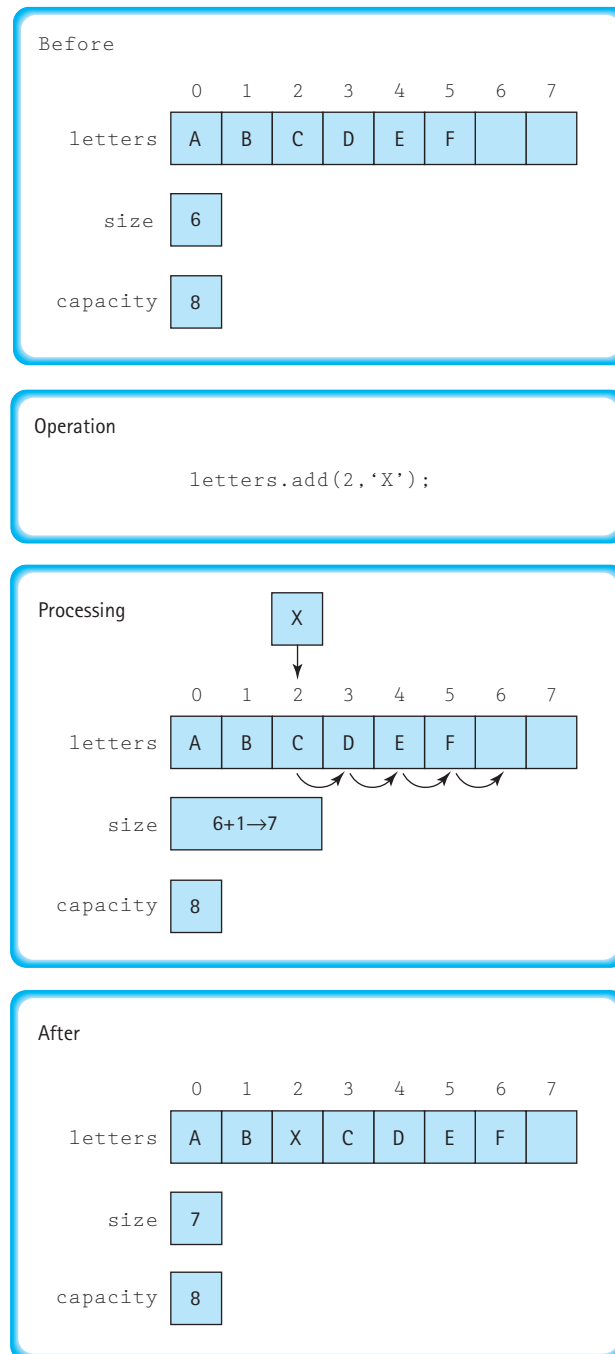 Before
0 1 2 3 4 5 6 7
letters A B C D E F
size 6
capacity 8
Operation
letters.add(2,‘X’);
Processing
X
0 1 2 3 4 5 6 7
letters A B C D E F
size 6+1→7
capacity 8
After
0 1 2 3 4 5 6 7
letters A B X C D E F
size 7
capacity 8